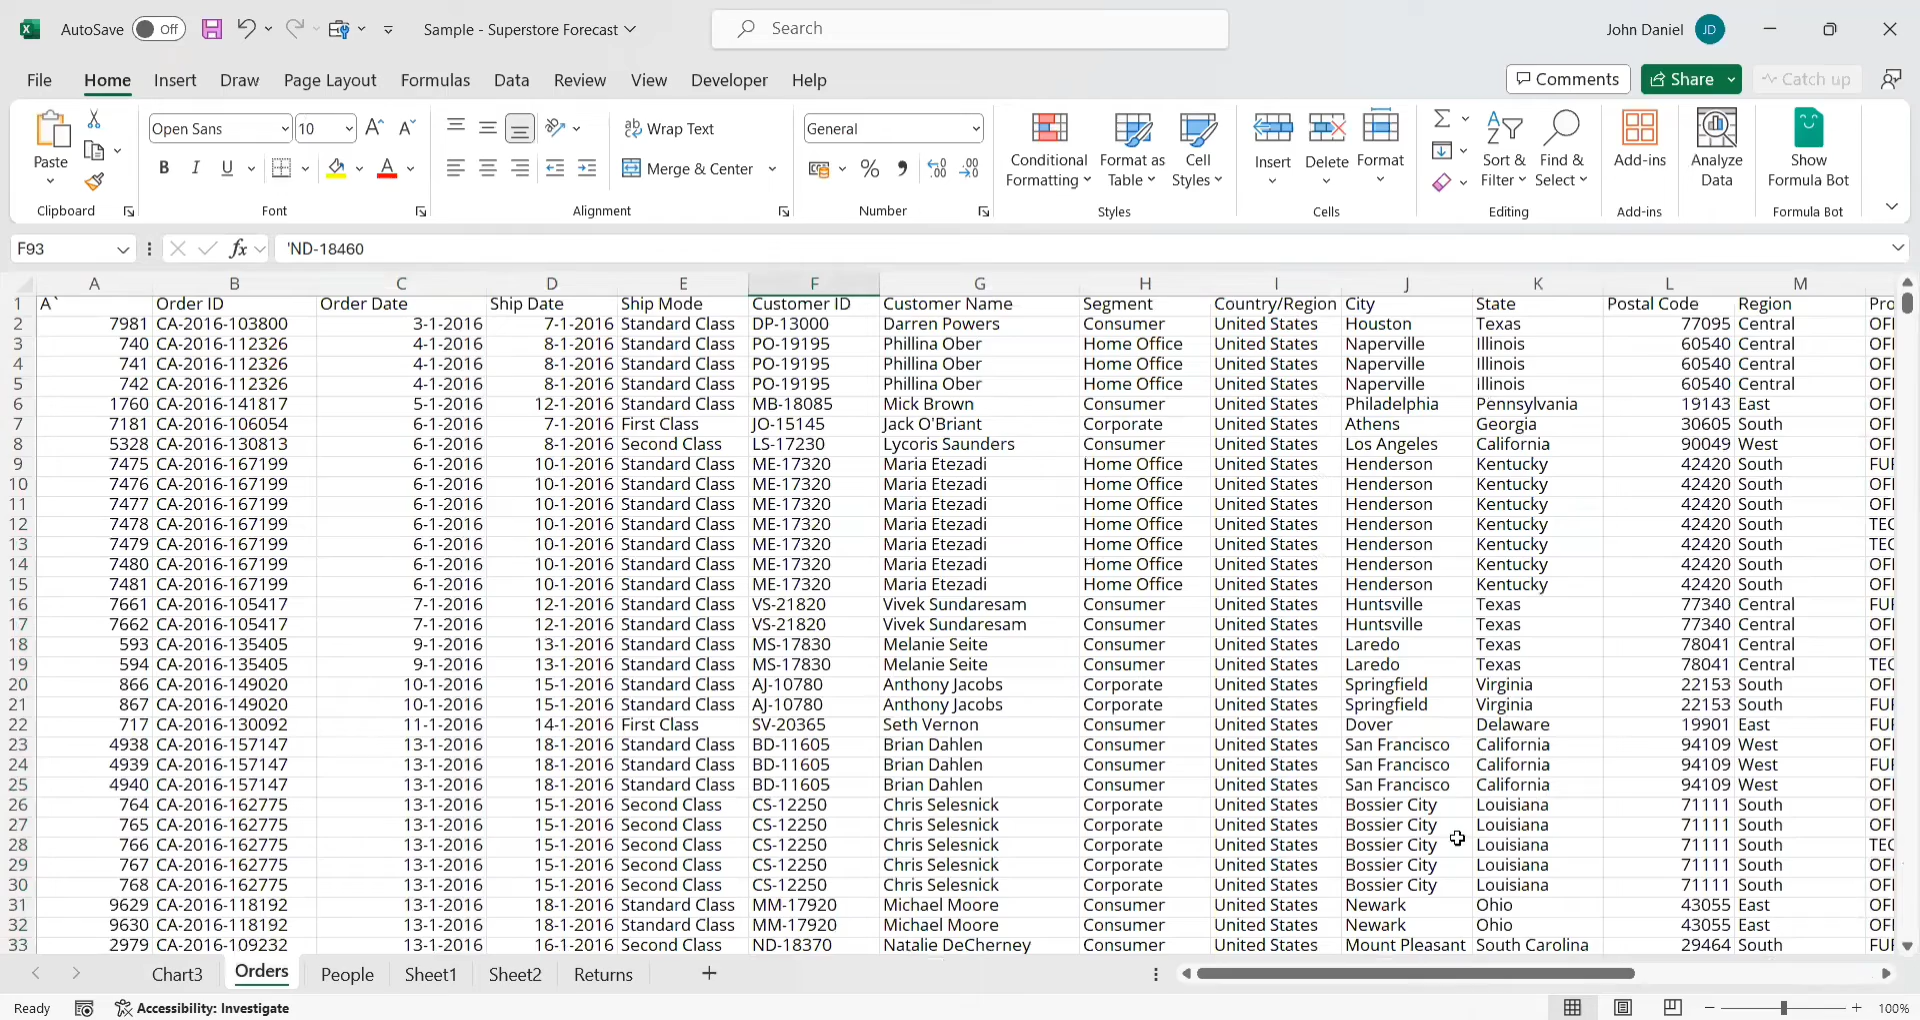 AutoSave Off Sample - Superstore Forecast Search John Daniel JD
File Home Insert Draw Page Layout Formulas Data Review View Developer Help Comments Share Catch up
Paste Open Sans 10 Wrap Text General Conditional Formatting Format as Table Cell Styles Insert Delete Format Sort & Filter Find & Select Add-ins Analyze Data Show Formula Bot
B I U Merge & Center %
Clipboard Font Alignment Number Styles Cells Editing Add-ins Formula Bot
F93 fx 'ND-18460
A B C D E F G H I J K L M
1 A` Order ID Order Date Ship Date Ship Mode Customer ID Customer Name Segment Country/Region City State Postal Code Region Pro
2 7981 CA-2016-103800 3-1-2016 7-1-2016 Standard Class DP-13000 Darren Powers Consumer United States Houston Texas 77095 Central OFI
3 740 CA-2016-112326 4-1-2016 8-1-2016 Standard Class PO-19195 Phillina Ober Home Office United States Naperville Illinois 60540 Central OFI
4 741 CA-2016-112326 4-1-2016 8-1-2016 Standard Class PO-19195 Phillina Ober Home Office United States Naperville Illinois 60540 Central OFI
5 742 CA-2016-112326 4-1-2016 8-1-2016 Standard Class PO-19195 Phillina Ober Home Office United States Naperville Illinois 60540 Central OFI
6 1760 CA-2016-141817 5-1-2016 12-1-2016 Standard Class MB-18085 Mick Brown Consumer United States Philadelphia Pennsylvania 19143 East OFI
7 7181 CA-2016-106054 6-1-2016 7-1-2016 First Class JO-15145 Jack O'Briant Corporate United States Athens Georgia 30605 South OFI
8 5328 CA-2016-130813 6-1-2016 8-1-2016 Second Class LS-17230 Lycoris Saunders Consumer United States Los Angeles California 90049 West OFI
9 7475 CA-2016-167199 6-1-2016 10-1-2016 Standard Class ME-17320 Maria Etezadi Home Office United States Henderson Kentucky 42420 South FUF
10 7476 CA-2016-167199 6-1-2016 10-1-2016 Standard Class ME-17320 Maria Etezadi Home Office United States Henderson Kentucky 42420 South OFI
11 7477 CA-2016-167199 6-1-2016 10-1-2016 Standard Class ME-17320 Maria Etezadi Home Office United States Henderson Kentucky 42420 South OFI
12 7478 CA-2016-167199 6-1-2016 10-1-2016 Standard Class ME-17320 Maria Etezadi Home Office United States Henderson Kentucky 42420 South TEC
13 7479 CA-2016-167199 6-1-2016 10-1-2016 Standard Class ME-17320 Maria Etezadi Home Office United States Henderson Kentucky 42420 South TEC
14 7480 CA-2016-167199 6-1-2016 10-1-2016 Standard Class ME-17320 Maria Etezadi Home Office United States Henderson Kentucky 42420 South OFI
15 7481 CA-2016-167199 6-1-2016 10-1-2016 Standard Class ME-17320 Maria Etezadi Home Office United States Henderson Kentucky 42420 South OFI
16 7661 CA-2016-105417 7-1-2016 12-1-2016 Standard Class VS-21820 Vivek Sundaresam Consumer United States Huntsville Texas 77340 Central FUF
17 7662 CA-2016-105417 7-1-2016 12-1-2016 Standard Class VS-21820 Vivek Sundaresam Consumer United States Huntsville Texas 77340 Central OFI
18 593 CA-2016-135405 9-1-2016 13-1-2016 Standard Class MS-17830 Melanie Seite Consumer United States Laredo Texas 78041 Central OFI
19 594 CA-2016-135405 9-1-2016 13-1-2016 Standard Class MS-17830 Melanie Seite Consumer United States Laredo Texas 78041 Central TEC
20 866 CA-2016-149020 10-1-2016 15-1-2016 Standard Class AJ-10780 Anthony Jacobs Corporate United States Springfield Virginia 22153 South OFI
21 867 CA-2016-149020 10-1-2016 15-1-2016 Standard Class AJ-10780 Anthony Jacobs Corporate United States Springfield Virginia 22153 South FUF
22 717 CA-2016-130092 11-1-2016 14-1-2016 First Class SV-20365 Seth Vernon Consumer United States Dover Delaware 19901 East FUF
23 4938 CA-2016-157147 13-1-2016 18-1-2016 Standard Class BD-11605 Brian Dahlen Consumer United States San Francisco California 94109 West OFI
24 4939 CA-2016-157147 13-1-2016 18-1-2016 Standard Class BD-11605 Brian Dahlen Consumer United States San Francisco California 94109 West FUF
25 4940 CA-2016-157147 13-1-2016 18-1-2016 Standard Class BD-11605 Brian Dahlen Consumer United States San Francisco California 94109 West OFI
26 764 CA-2016-162775 13-1-2016 15-1-2016 Second Class CS-12250 Chris Selesnick Corporate United States Bossier City Louisiana 71111 South OFI
27 765 CA-2016-162775 13-1-2016 15-1-2016 Second Class CS-12250 Chris Selesnick Corporate United States Bossier City Louisiana 71111 South OFI
28 766 CA-2016-162775 13-1-2016 15-1-2016 Second Class CS-12250 Chris Selesnick Corporate United States Bossier City Louisiana 71111 South TEC
29 767 CA-2016-162775 13-1-2016 15-1-2016 Second Class CS-12250 Chris Selesnick Corporate United States Bossier City Louisiana 71111 South OFI
30 768 CA-2016-162775 13-1-2016 15-1-2016 Second Class CS-12250 Chris Selesnick Corporate United States Bossier City Louisiana 71111 South OFI
31 9629 CA-2016-118192 13-1-2016 18-1-2016 Standard Class MM-17920 Michael Moore Consumer United States Newark Ohio 43055 East OFI
32 9630 CA-2016-118192 13-1-2016 18-1-2016 Standard Class MM-17920 Michael Moore Consumer United States Newark Ohio 43055 East OFI
33 2979 CA-2016-109232 13-1-2016 16-1-2016 Second Class ND-18370 Natalie DeCherney Consumer United States Mount Pleasant South Carolina 29464 South FUF
Chart3 Orders People Sheet1 Sheet2 Returns
Ready Accessibility: Investigate 100%